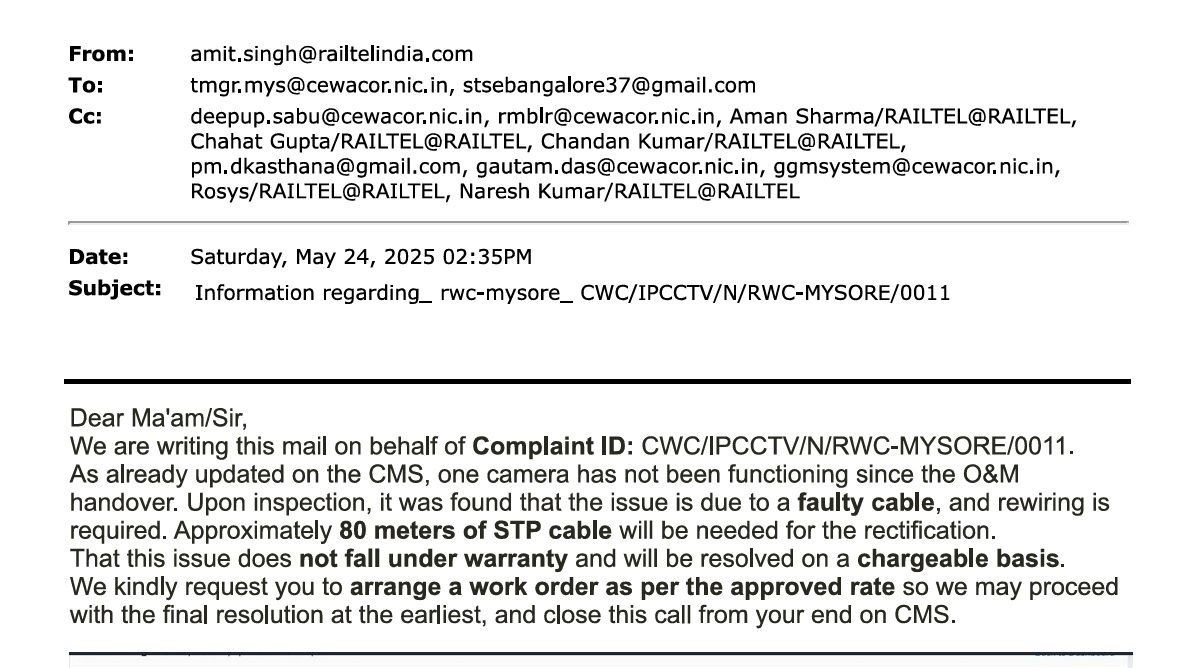 From: amit.singh@railtelindia.com
To: tmgr.mys@cewacor.nic.in, stsebangalore37@gmail.com
Cc: deepup.sabu@cewacor.nic.in, rmblr@cewacor.nic.in, Aman Sharma/RAILTEL@RAILTEL,
Chahat Gupta/RAILTEL@RAILTEL, Chandan Kumar/RAILTEL@RAILTEL,
pm.dkasthana@gmail.com, gautam.das@cewacor.nic.in, ggmsystem@cewacor.nic.in,
Rosys/RAILTEL@RAILTEL, Naresh Kumar/RAILTEL@RAILTEL
Date: Saturday, May 24, 2025 02:35PM
Subject: Information regarding_ rwc-mysore_ CWC/IPCCTV/N/RWC-MYSORE/0011
Dear Ma'am/Sir,
We are writing this mail on behalf of Complaint ID: CWC/IPCCTV/N/RWC-MYSORE/0011.
As already updated on the CMS, one camera has not been functioning since the O&M
handover. Upon inspection, it was found that the issue is due to a faulty cable, and rewiring is
required. Approximately 80 meters of STP cable will be needed for the rectification.
That this issue does not fall under warranty and will be resolved on a chargeable basis.
We kindly request you to arrange a work order as per the approved rate so we may proceed
with the final resolution at the earliest, and close this call from your end on CMS.